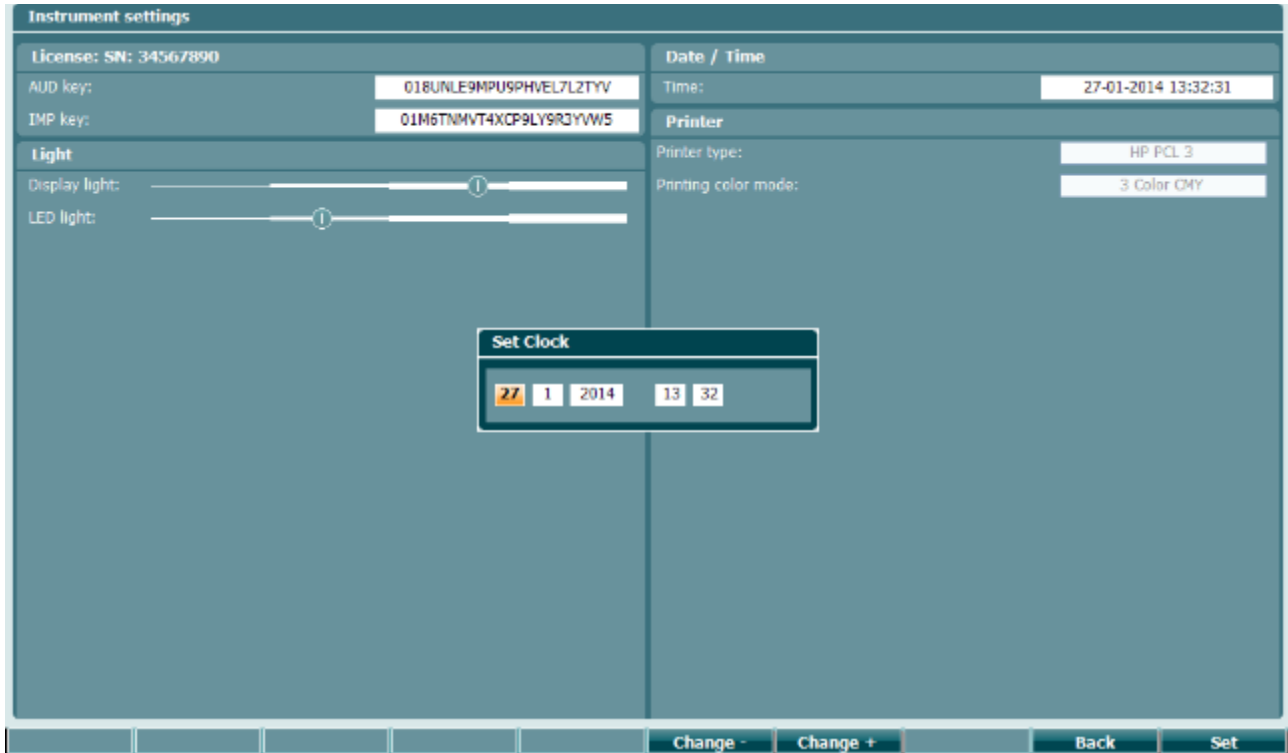 Instrument settings
License: SN: 34567890
AUD key: 018UNLE9MPU9PHVEL7L2TYV
IMP key: 01M6TNMVT4XCP9LY9R3YVW5
Light
Display light:
LED light:
Date / Time
Time: 27-01-2014 13:32:31
Printer
Printer type: HP PCL 3
Printing color mode: 3 Color CMY
Set Clock
27 1 2014 13 32
Change - Change + Back Set